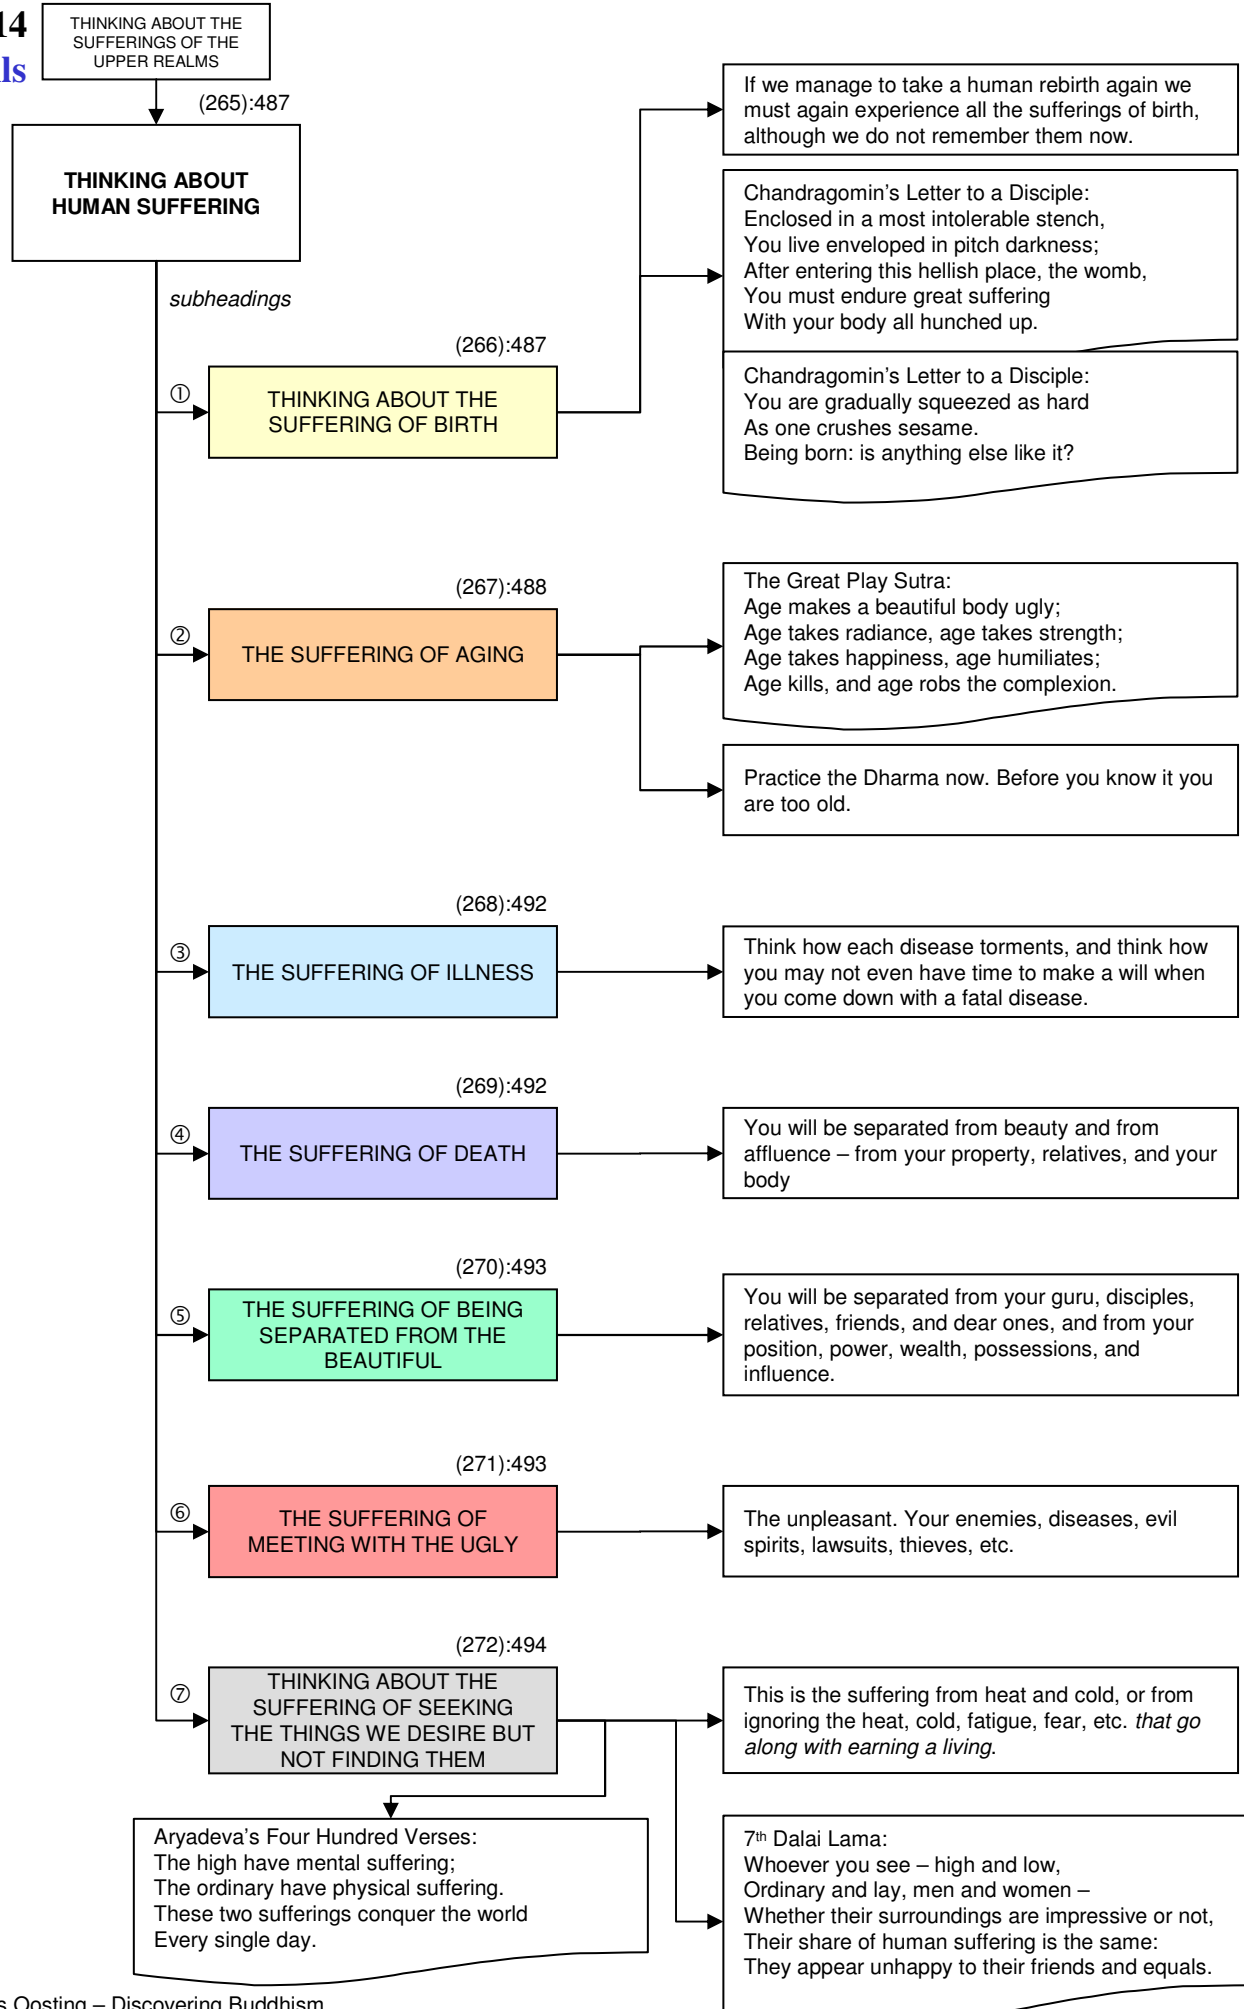 14
ls
THINKING ABOUT THE
SUFFERINGS OF THE
UPPER REALMS
(265):487
THINKING ABOUT
HUMAN SUFFERING
subheadings
(266):487
①
THINKING ABOUT THE
SUFFERING OF BIRTH
If we manage to take a human rebirth again we
must again experience all the sufferings of birth,
although we do not remember them now.
Chandragomin's Letter to a Disciple:
Enclosed in a most intolerable stench,
You live enveloped in pitch darkness;
After entering this hellish place, the womb,
You must endure great suffering
With your body all hunched up.
Chandragomin's Letter to a Disciple:
You are gradually squeezed as hard
As one crushes sesame.
Being born: is anything else like it?
(267):488
②
THE SUFFERING OF AGING
The Great Play Sutra:
Age makes a beautiful body ugly;
Age takes radiance, age takes strength;
Age takes happiness, age humiliates;
Age kills, and age robs the complexion.
Practice the Dharma now. Before you know it you
are too old.
(268):492
③
THE SUFFERING OF ILLNESS
Think how each disease torments, and think how
you may not even have time to make a will when
you come down with a fatal disease.
(269):492
④
THE SUFFERING OF DEATH
You will be separated from beauty and from
affluence – from your property, relatives, and your
body
(270):493
⑤
THE SUFFERING OF BEING
SEPARATED FROM THE
BEAUTIFUL
You will be separated from your guru, disciples,
relatives, friends, and dear ones, and from your
position, power, wealth, possessions, and
influence.
(271):493
⑥
THE SUFFERING OF
MEETING WITH THE UGLY
The unpleasant. Your enemies, diseases, evil
spirits, lawsuits, thieves, etc.
(272):494
⑦
THINKING ABOUT THE
SUFFERING OF SEEKING
THE THINGS WE DESIRE BUT
NOT FINDING THEM
This is the suffering from heat and cold, or from
ignoring the heat, cold, fatigue, fear, etc. that go
along with earning a living.
Aryadeva's Four Hundred Verses:
The high have mental suffering;
The ordinary have physical suffering.
These two sufferings conquer the world
Every single day.
7th Dalai Lama:
Whoever you see – high and low,
Ordinary and lay, men and women –
Whether their surroundings are impressive or not,
Their share of human suffering is the same:
They appear unhappy to their friends and equals.
s Oosting – Discovering Buddhism